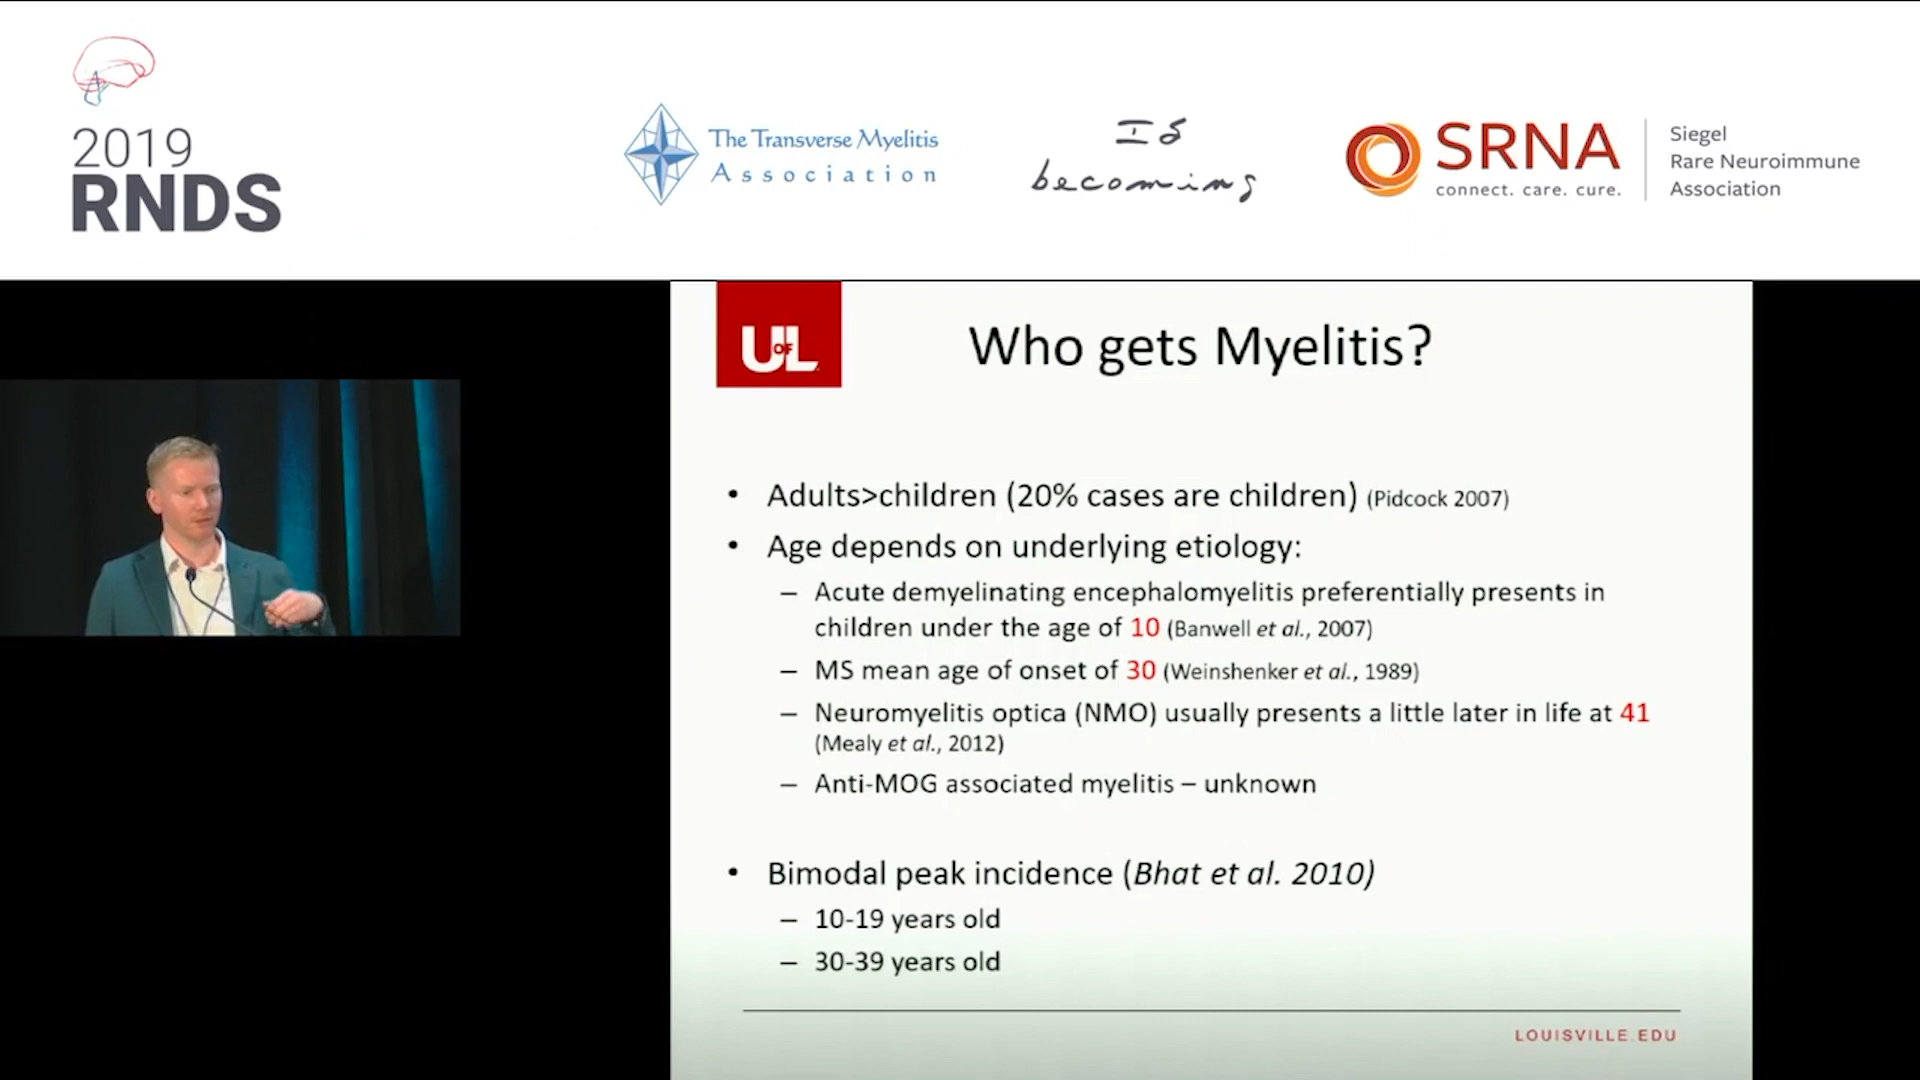 2019
RNDS
The Transverse Myelitis
Association
Is
becoming
SRNA
connect. care. cure.
Siegel
Rare Neuroimmune
Association
UofL
Who gets Myelitis?
• Adults>children (20% cases are children) (Pidcock 2007)
• Age depends on underlying etiology:
– Acute demyelinating encephalomyelitis preferentially presents in
children under the age of 10 (Banwell et al., 2007)
– MS mean age of onset of 30 (Weinshenker et al., 1989)
– Neuromyelitis optica (NMO) usually presents a little later in life at 41
(Mealy et al., 2012)
– Anti-MOG associated myelitis – unknown
• Bimodal peak incidence (Bhat et al. 2010)
– 10-19 years old
– 30-39 years old
LOUISVILLE.EDU